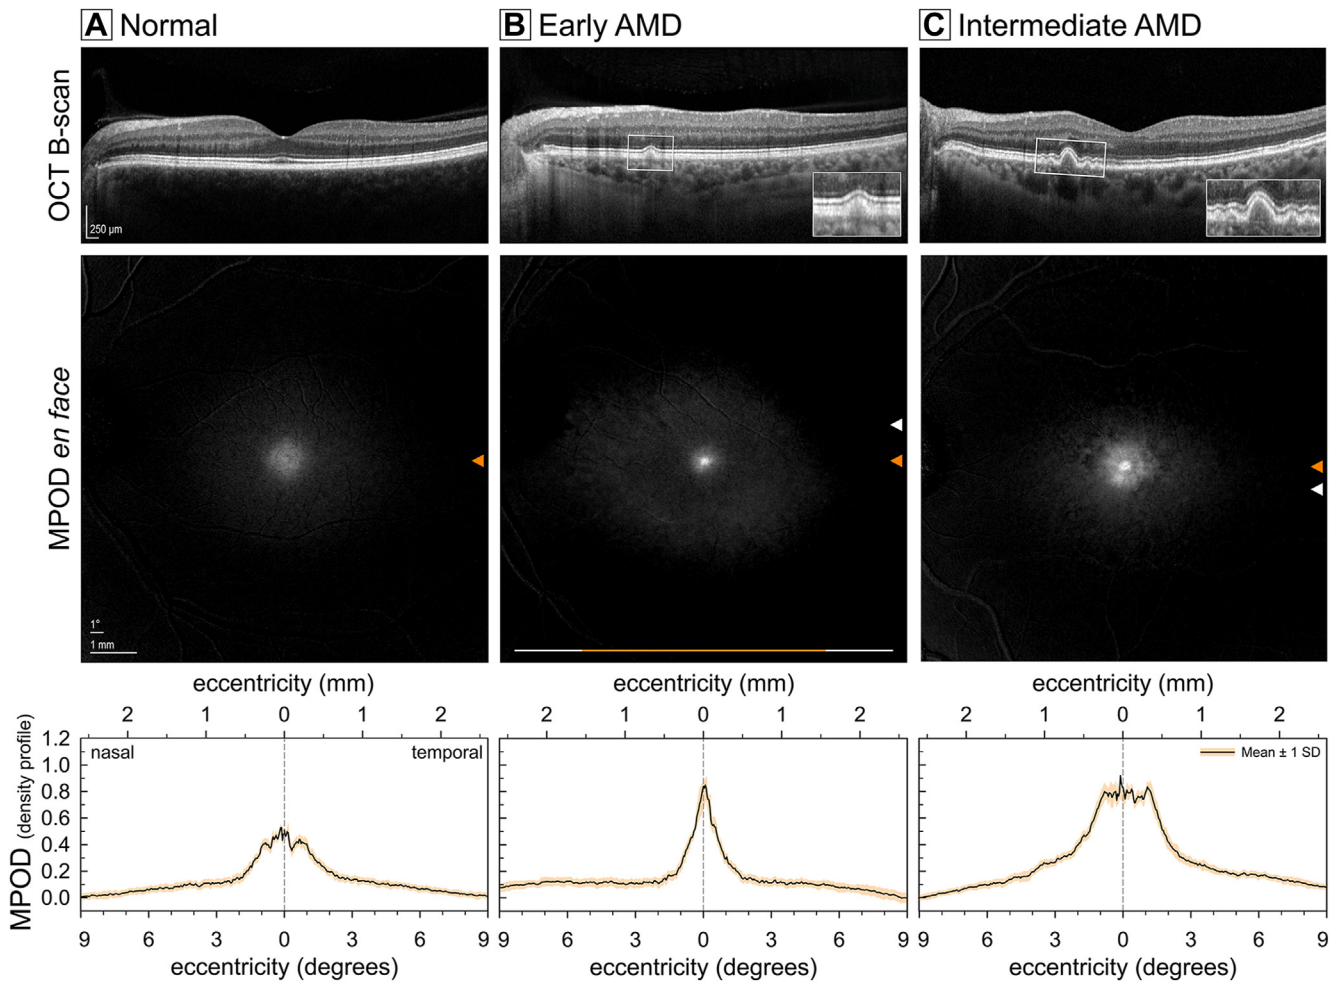 A Normal
B Early AMD
C Intermediate AMD
OCT B-scan
250 µm
MPOD en face
1°
1 mm
eccentricity (mm)
eccentricity (mm)
eccentricity (mm)
2 1 0 1 2
2 1 0 1 2
2 1 0 1 2
MPOD (density profile)
1.2
1.0
0.8
0.6
0.4
0.2
0.0
nasal
temporal
Mean ± 1 SD
9 6 3 0 3 6 9
6 3 0 3 6 9
6 3 0 3 6 9
eccentricity (degrees)
eccentricity (degrees)
eccentricity (degrees)